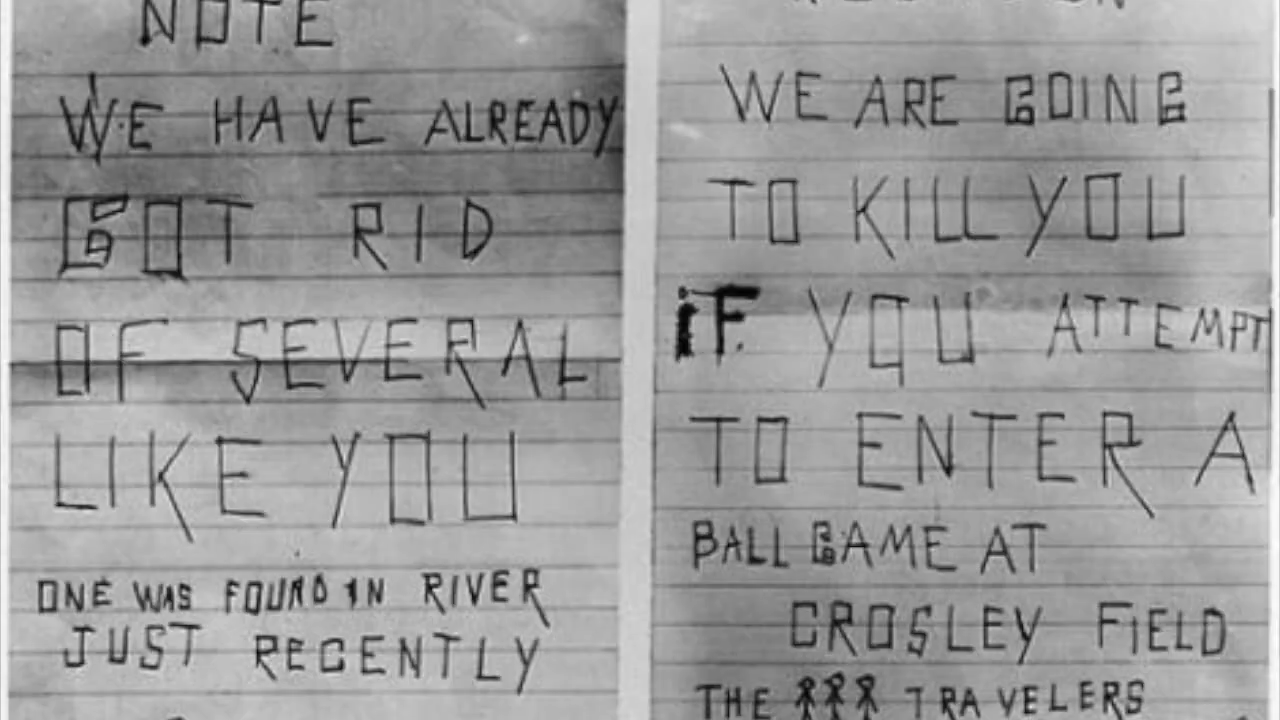 NOTE
WE HAVE ALREADY
GOT RID
OF SEVERAL
LIKE YOU
ONE WAS FOUND IN RIVER
JUST RECENTLY
WE ARE GOING
TO KILL YOU
IF. YOU ATTEMPT
TO ENTER A
BALL GAME AT
CROSLEY FIELD
THE TRAVELERS